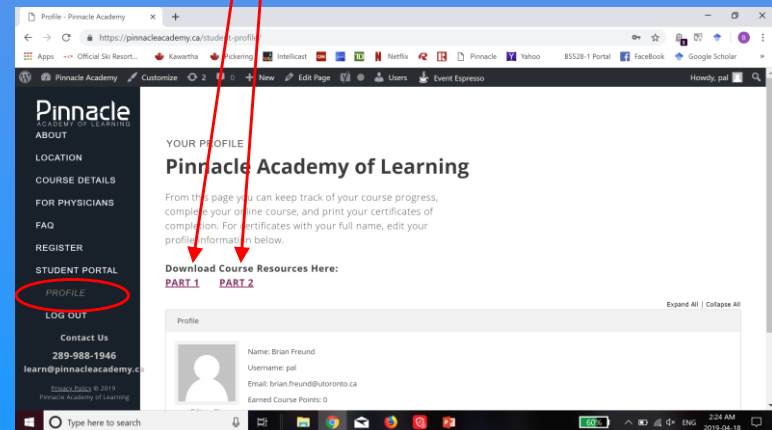 Profile - Pinnacle Academy
https://pinnacleacademy.ca/student-profile/
Apps Official Ski Resort... Kawartha Pickering Intellicast Netflix Pinnacle Yahoo BSS28-1 Portal FaceBook Google Scholar
Pinnacle Academy Customize 2 0 New Edit Page Users Event Espresso Howdy, pal
Pinnacle
ACADEMY OF LEARNING
ABOUT
LOCATION
COURSE DETAILS
FOR PHYSICIANS
FAQ
REGISTER
STUDENT PORTAL
PROFILE
LOG OUT
Contact Us
289-988-1946
learn@pinnacleacademy.ca
Privacy Policy © 2019
Pinnacle Academy of Learning
YOUR PROFILE
Pinnacle Academy of Learning
From this page you can keep track of your course progress,
complete your online course, and print your certificates of
completion. For certificates with your full name, edit your
profile information below.
Download Course Resources Here:
PART 1 PART 2
Expand All | Collapse All
Profile
Name: Brian Freund
Username: pal
Email: brian.freund@utoronto.ca
Earned Course Points: 0
Type here to search
60%
ENG
2:24 AM
2019-04-18